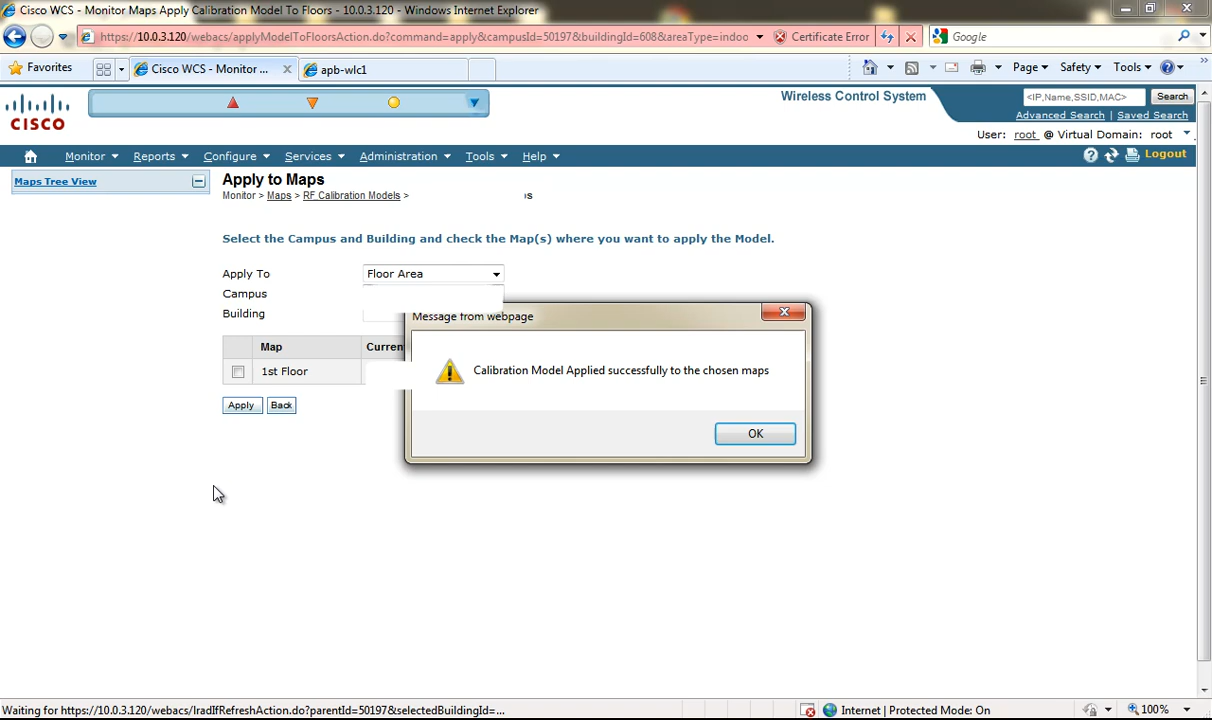 Cisco WCS - Monitor Maps Apply Calibration Model To Floors - 10.0.3.120 - Windows Internet Explorer
https://10.0.3.120/webacs/applyModelToFloorsAction.do?command=apply&campusId=50197&buildingId=608&areaType=indoo
Certificate Error
Google
Favorites
Cisco WCS - Monitor ...
apb-wlc1
Page
Safety
Tools
CISCO
Wireless Control System
<IP,Name,SSID,MAC>
Search
Advanced Search | Saved Search
User: root @ Virtual Domain: root
Monitor
Reports
Configure
Services
Administration
Tools
Help
Logout
Maps Tree View
Apply to Maps
Monitor > Maps > RF Calibration Models >
Select the Campus and Building and check the Map(s) where you want to apply the Model.
Apply To
Floor Area
Campus
Building
Message from webpage
Map
1st Floor
Calibration Model Applied successfully to the chosen maps
Apply
Back
OK
Waiting for https://10.0.3.120/webacs/lradIfRefreshAction.do?parentId=50197&selectedBuildingId=...
Internet | Protected Mode: On
100%